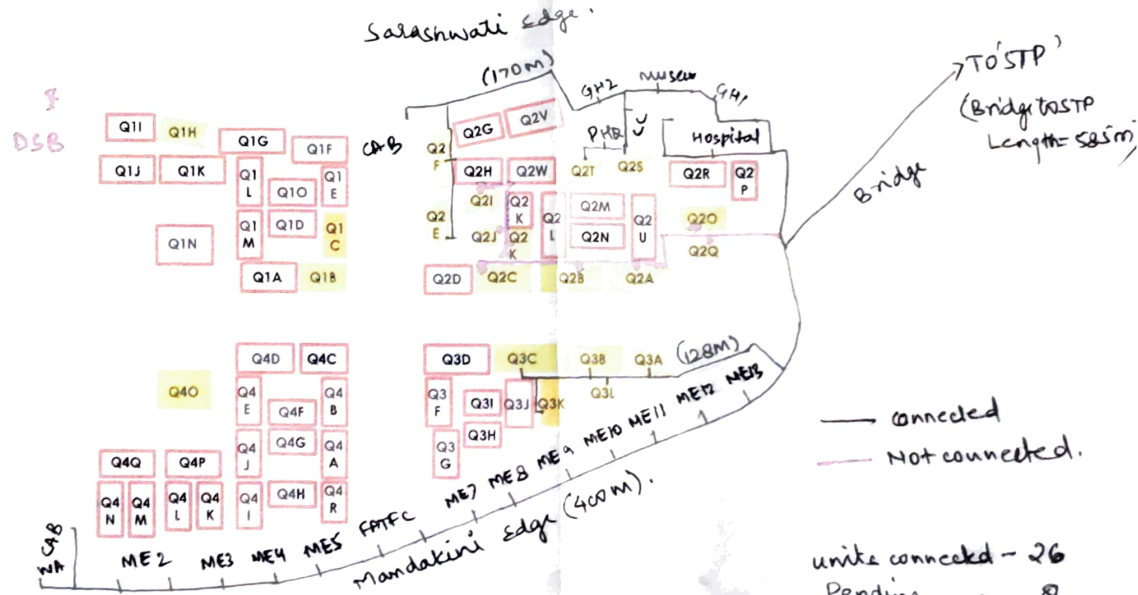 Sarashwati Edge.
(170M)
GH2
Museum
GH1
TO 'STP'
(Bridge to STP
Length = 585m)
Bridge
DSB
Q1I
Q1H
Q1G
Q1F
CAB
Q2F
Q2G
Q2V
PHQ
Hospital
Q1J
Q1K
Q1L
Q1O
Q1E
Q2H
Q2W
Q2T
Q2S
Q2R
Q2P
Q2I
Q2K
Q2M
Q1N
Q1M
Q1D
Q1C
Q2E
Q2J
Q2K
Q2L
Q2N
Q2U
Q2O
Q2Q
Q1A
Q1B
Q2D
Q2C
Q2B
Q2A
Q4D
Q4C
Q3D
Q3C
Q3B
Q3A
(128M)
Q4O
Q4E
Q4F
Q4B
Q3F
Q3I
Q3J
Q3K
Q3L
Q4G
Q3H
Q4Q
Q4P
Q4J
Q4A
Q3G
Q4N
Q4M
Q4L
Q4K
Q4I
Q4H
Q4R
WA
CAB
ME2
ME3
ME4
ME5
FATFC
ME7
ME8
ME9
ME10
ME11
ME12
ME13
Mandakini Edge (400m).
connected
Not connected.
units connected - 26
Pending